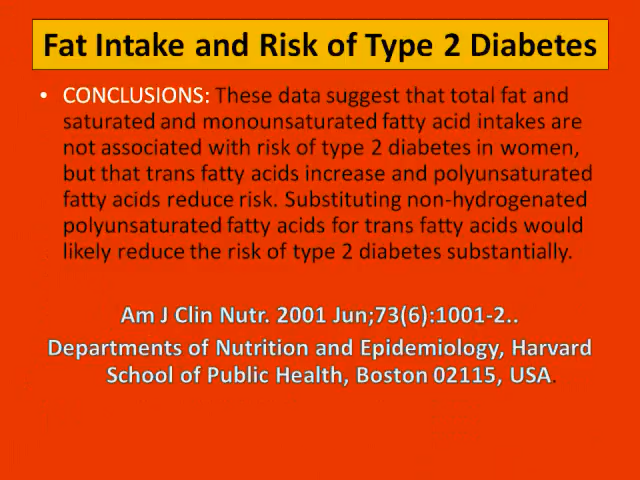 Fat Intake and Risk of Type 2 Diabetes
• CONCLUSIONS: These data suggest that total fat and
saturated and monounsaturated fatty acid intakes are
not associated with risk of type 2 diabetes in women,
but that trans fatty acids increase and polyunsaturated
fatty acids reduce risk. Substituting non-hydrogenated
polyunsaturated fatty acids for trans fatty acids would
likely reduce the risk of type 2 diabetes substantially.
Am J Clin Nutr. 2001 Jun;73(6):1001-2..
Departments of Nutrition and Epidemiology, Harvard
School of Public Health, Boston 02115, USA.